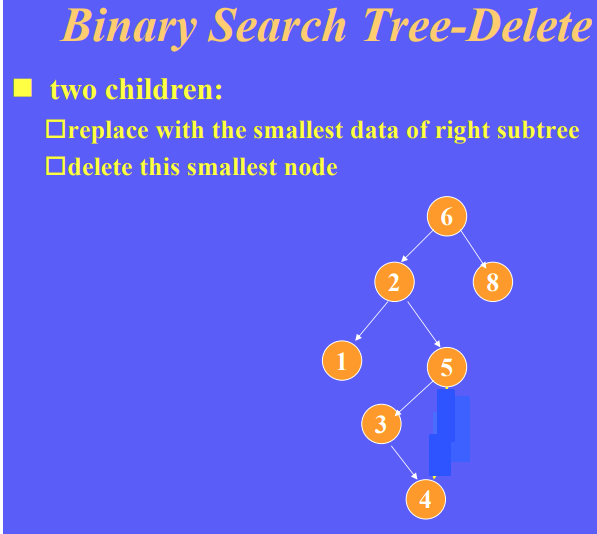 Binary Search Tree-Delete
two children:
replace with the smallest data of right subtree
delete this smallest node
6
2
8
1
5
3
4